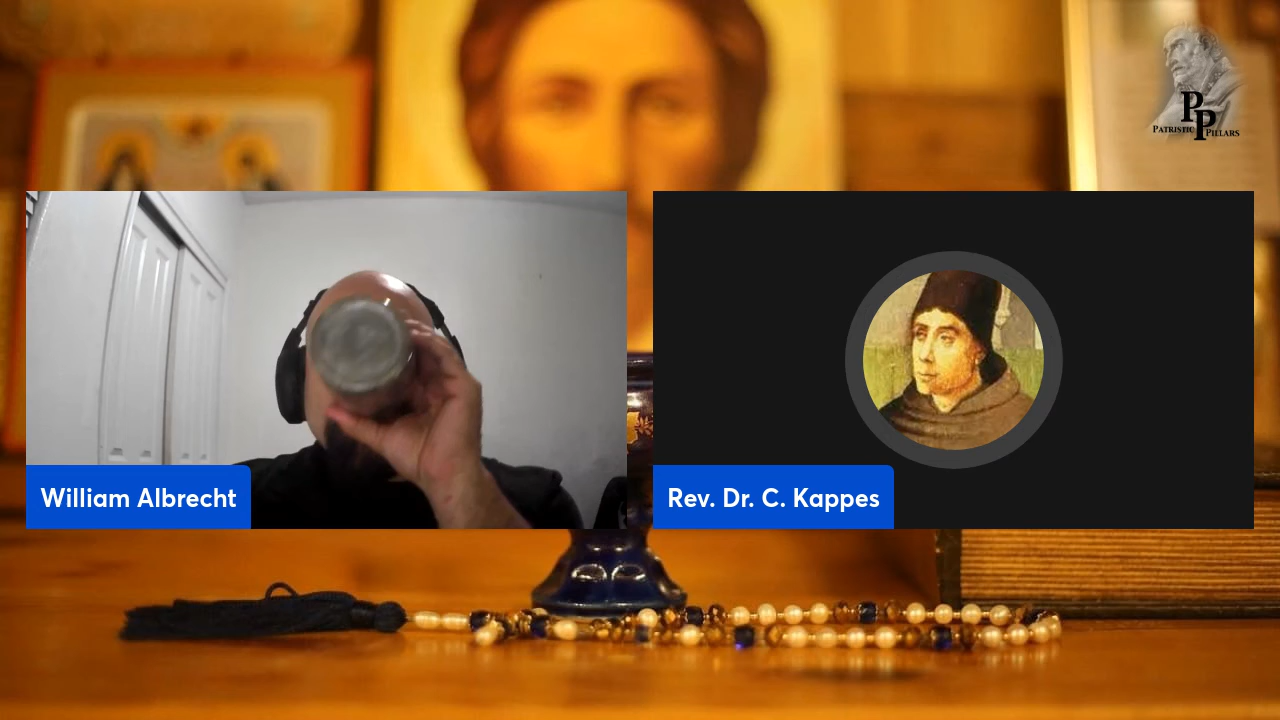 PP
PATRISTIC PILLARS
William Albrecht
Rev. Dr. C. Kappes